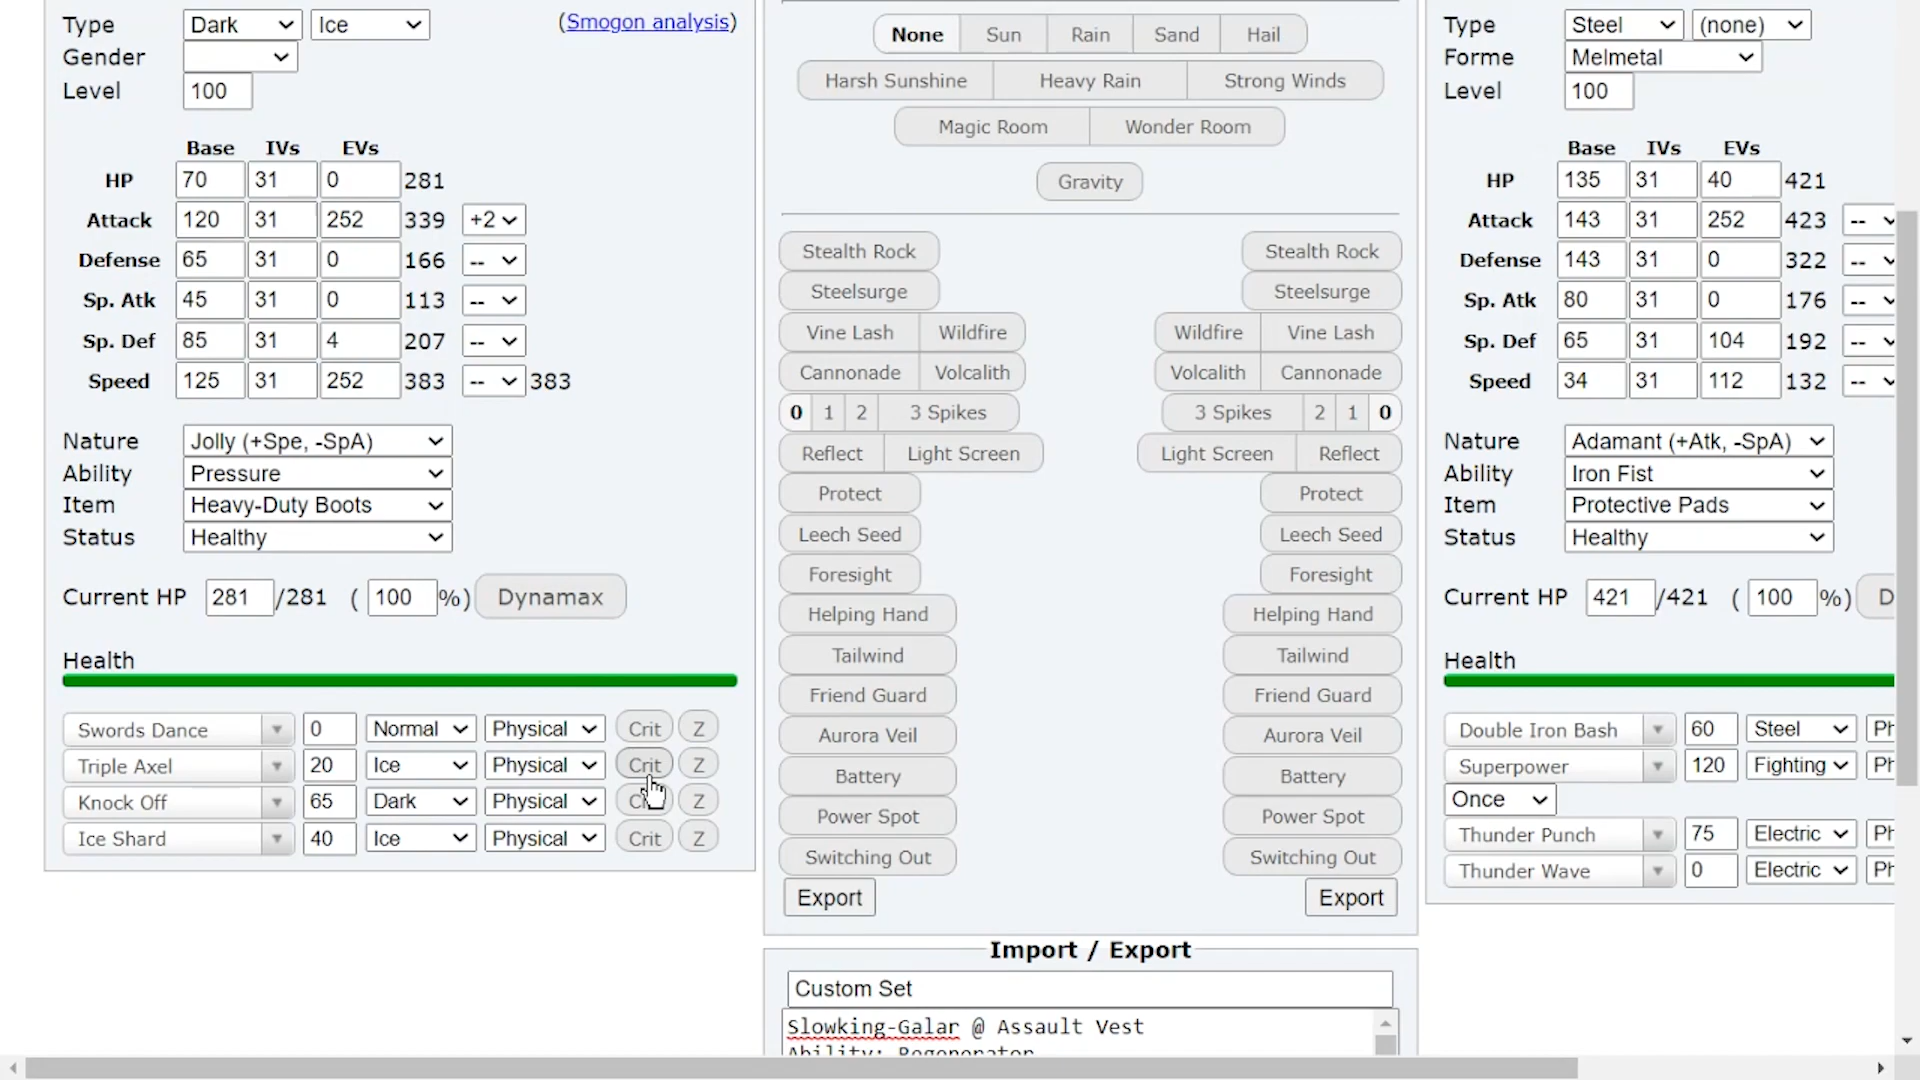 Type Dark Ice (Smogon analysis)
Gender
Level 100
Base IVs EVs
HP 70 31 0 281
Attack 120 31 252 339 +2
Defense 65 31 0 166 --
Sp. Atk 45 31 0 113 --
Sp. Def 85 31 4 207 --
Speed 125 31 252 383 -- 383
Nature Jolly (+Spe, -SpA)
Ability Pressure
Item Heavy-Duty Boots
Status Healthy
Current HP 281 /281 ( 100 %) Dynamax
Health
Swords Dance 0 Normal Physical Crit Z
Triple Axel 20 Ice Physical Crit Z
Knock Off 65 Dark Physical Z
Ice Shard 40 Ice Physical Crit Z
None Sun Rain Sand Hail
Harsh Sunshine Heavy Rain Strong Winds
Magic Room Wonder Room
Gravity
Stealth Rock Stealth Rock
Steelsurge Steelsurge
Vine Lash Wildfire Wildfire Vine Lash
Cannonade Volcalith Volcalith Cannonade
0 1 2 3 Spikes 3 Spikes 2 1 0
Reflect Light Screen Light Screen Reflect
Protect Protect
Leech Seed Leech Seed
Foresight Foresight
Helping Hand Helping Hand
Tailwind Tailwind
Friend Guard Friend Guard
Aurora Veil Aurora Veil
Battery Battery
Power Spot Power Spot
Switching Out Switching Out
Export Export
Import / Export
Custom Set
Slowking-Galar @ Assault Vest
Ability: Regenerator
Type Steel (none)
Forme Melmetal
Level 100
Base IVs EVs
HP 135 31 40 421
Attack 143 31 252 423 --
Defense 143 31 0 322 --
Sp. Atk 80 31 0 176 --
Sp. Def 65 31 104 192 --
Speed 34 31 112 132 --
Nature Adamant (+Atk, -SpA)
Ability Iron Fist
Item Protective Pads
Status Healthy
Current HP 421 /421 ( 100 %) D
Health
Double Iron Bash 60 Steel Ph
Superpower 120 Fighting Ph
Once
Thunder Punch 75 Electric Ph
Thunder Wave 0 Electric Ph